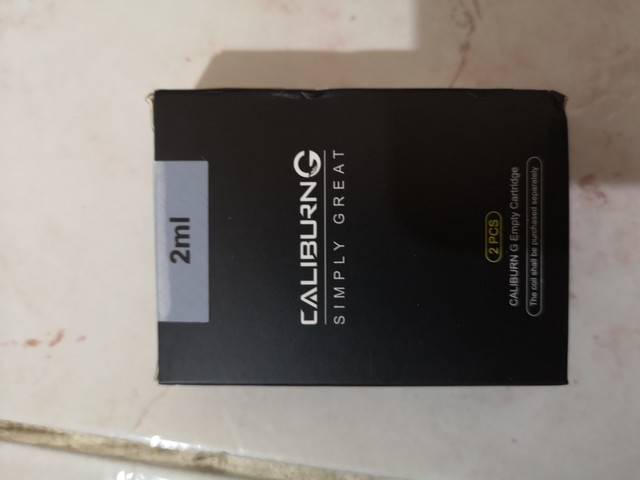 2ml
CALIBURN G
SIMPLY GREAT
2 PCS
CALIBURN G Empty Cartridge
The coil shall be purchased separately